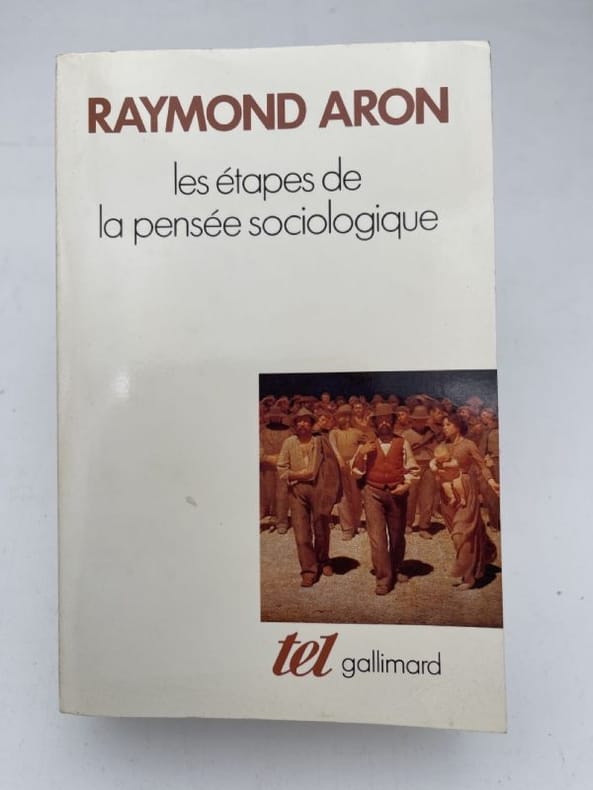 RAYMOND ARON
les étapes de
la pensée sociologique
tel gallimard